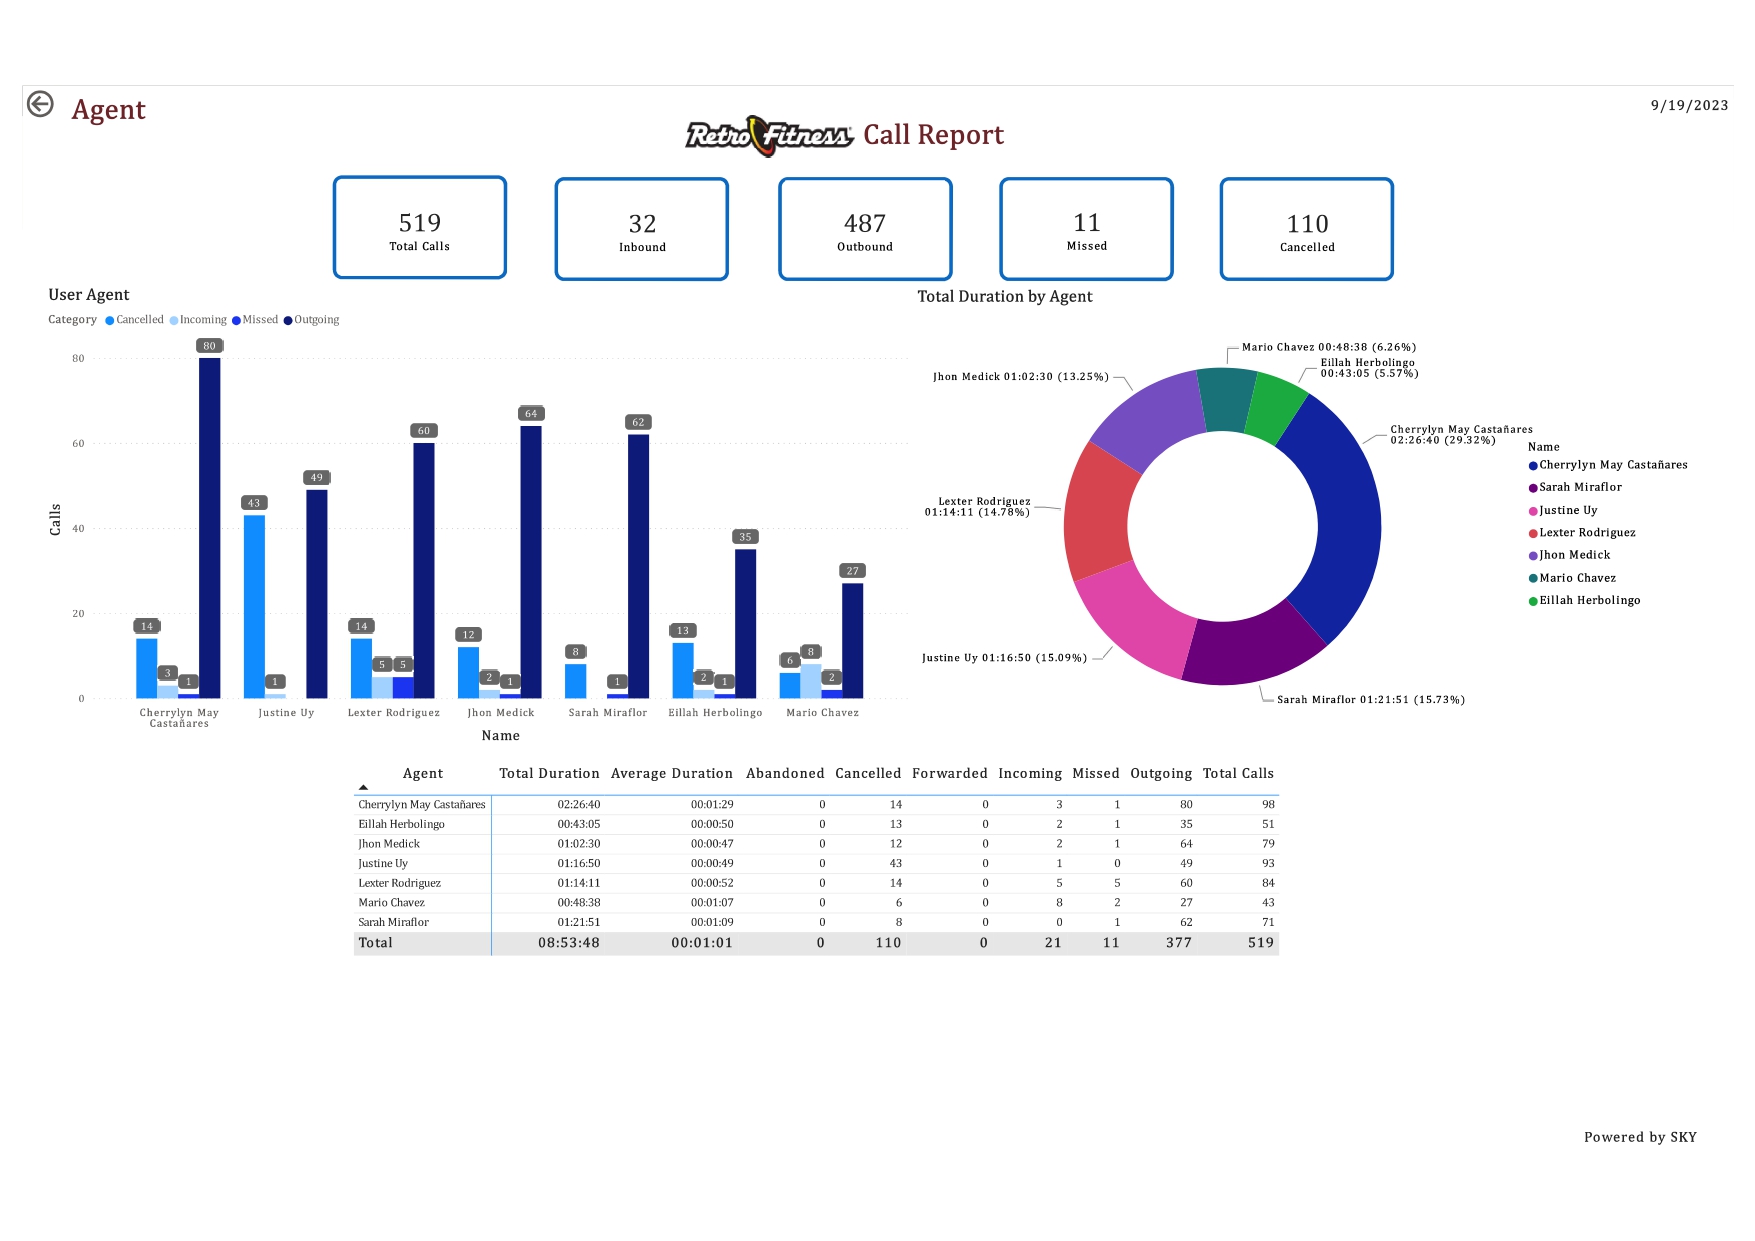 Agent
9/19/2023
Retro Fitness Call Report
519
Total Calls
32
Inbound
487
Outbound
11
Missed
110
Cancelled
User Agent
Category Cancelled Incoming Missed Outgoing
Calls
80
60
40
20
0
14 3 1 80
43 1 49
14 5 5 60
12 2 1 64
8 1 62
13 2 1 35
6 8 2 27
Cherrylyn May
Castañares
Justine Uy
Lexter Rodriguez
Jhon Medick
Sarah Miraflor
Eillah Herbolingo
Mario Chavez
Name
Total Duration by Agent
Mario Chavez 00:48:38 (6.26%)
Eillah Herbolingo
00:43:05 (5.57%)
Jhon Medick 01:02:30 (13.25%)
Cherrylyn May Castañares
02:26:40 (29.32%)
Lexter Rodriguez
01:14:11 (14.78%)
Justine Uy 01:16:50 (15.09%)
Sarah Miraflor 01:21:51 (15.73%)
Name
Cherrylyn May Castañares
Sarah Miraflor
Justine Uy
Lexter Rodriguez
Jhon Medick
Mario Chavez
Eillah Herbolingo
Agent Total Duration Average Duration Abandoned Cancelled Forwarded Incoming Missed Outgoing Total Calls
Cherrylyn May Castañares 02:26:40 00:01:29 0 14 0 3 1 80 98
Eillah Herbolingo 00:43:05 00:00:50 0 13 0 2 1 35 51
Jhon Medick 01:02:30 00:00:47 0 12 0 2 1 64 79
Justine Uy 01:16:50 00:00:49 0 43 0 1 0 49 93
Lexter Rodriguez 01:14:11 00:00:52 0 14 0 5 5 60 84
Mario Chavez 00:48:38 00:01:07 0 6 0 8 2 27 43
Sarah Miraflor 01:21:51 00:01:09 0 8 0 0 1 62 71
Total 08:53:48 00:01:01 0 110 0 21 11 377 519
Powered by SKY